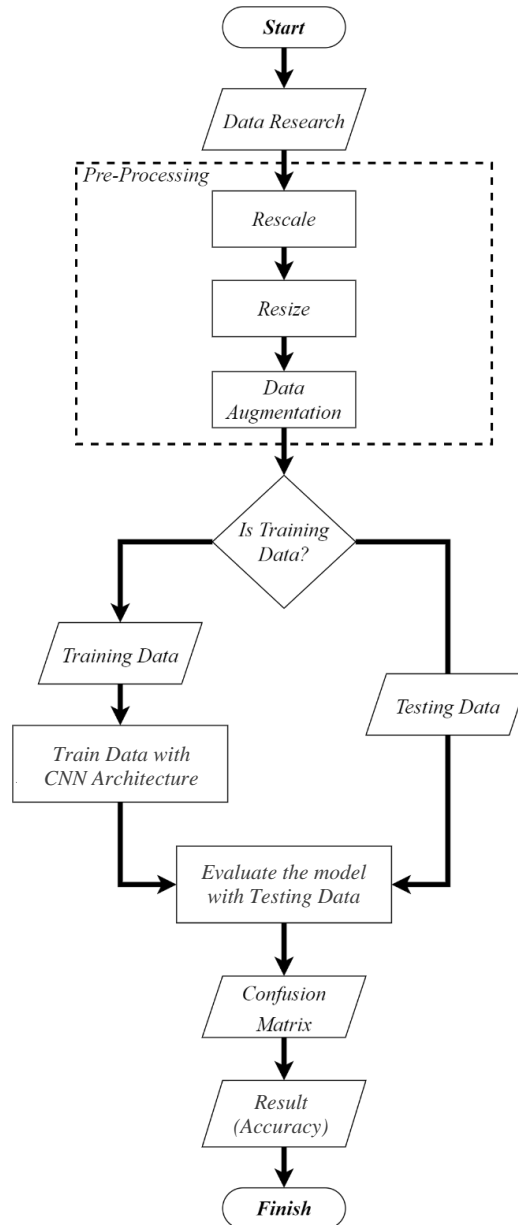 Start
Data Research
Pre-Processing
Rescale
Resize
Data
Augmentation
Is Training
Data?
Training Data
Testing Data
Train Data with
CNN Architecture
Evaluate the model
with Testing Data
Confusion
Matrix
Result
(Accuracy)
Finish